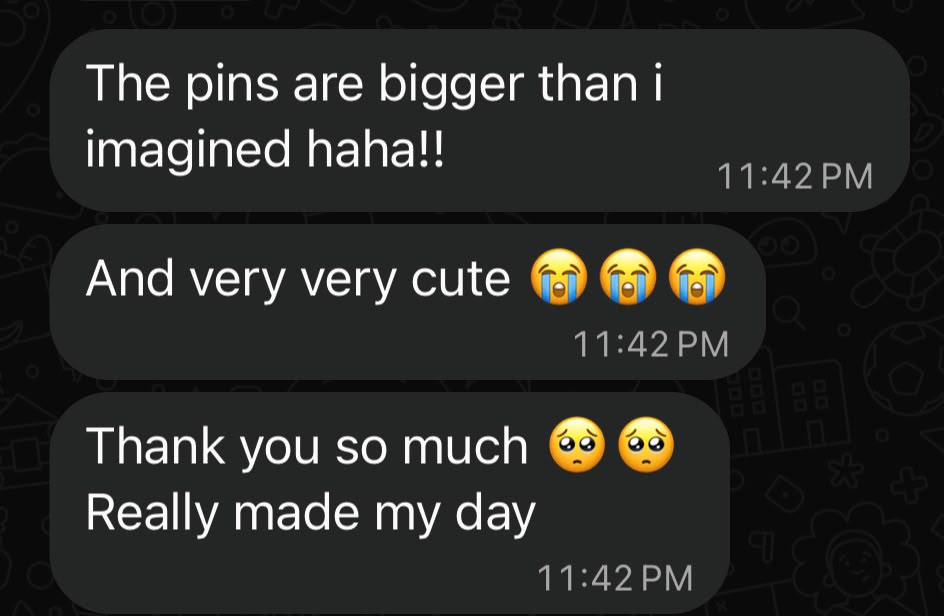 The pins are bigger than i
imagined haha!!
11:42 PM
And very very cute 😭😭😭
11:42 PM
Thank you so much 🥺🥺
Really made my day
11:42 PM